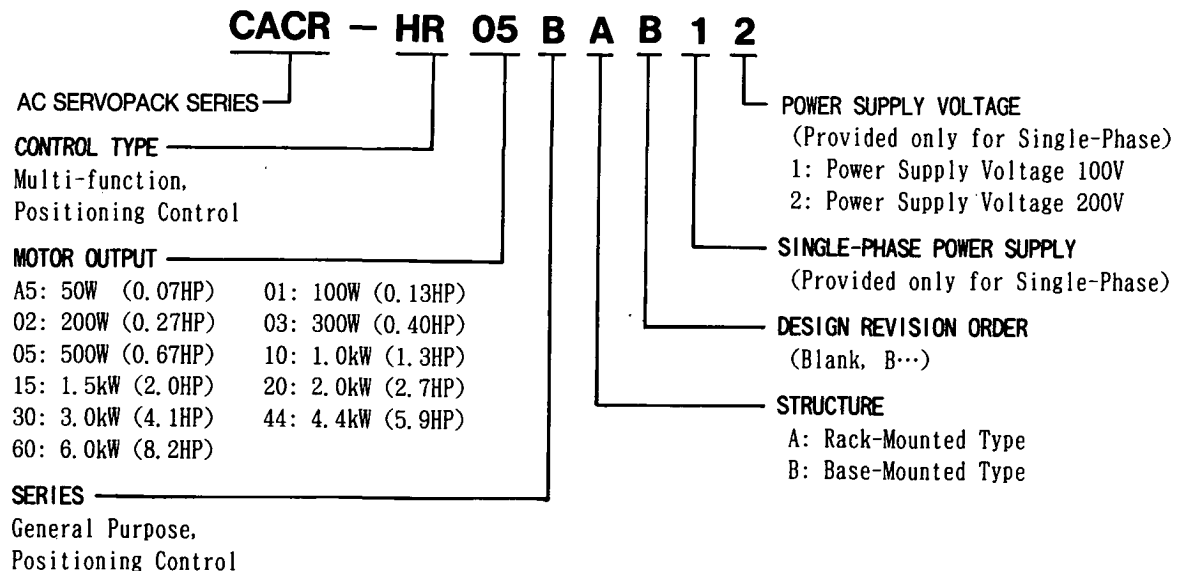 CACR - HR 05 B A B 1 2
AC SERVOPACK SERIES
CONTROL TYPE
Multi-function,
Positioning Control
MOTOR OUTPUT
A5: 50W (0.07HP) 01: 100W (0.13HP)
02: 200W (0.27HP) 03: 300W (0.40HP)
05: 500W (0.67HP) 10: 1.0kW (1.3HP)
15: 1.5kW (2.0HP) 20: 2.0kW (2.7HP)
30: 3.0kW (4.1HP) 44: 4.4kW (5.9HP)
60: 6.0kW (8.2HP)
SERIES
General Purpose,
Positioning Control
POWER SUPPLY VOLTAGE
(Provided only for Single-Phase)
1: Power Supply Voltage 100V
2: Power Supply Voltage 200V
SINGLE-PHASE POWER SUPPLY
(Provided only for Single-Phase)
DESIGN REVISION ORDER
(Blank, B···)
STRUCTURE
A: Rack-Mounted Type
B: Base-Mounted Type